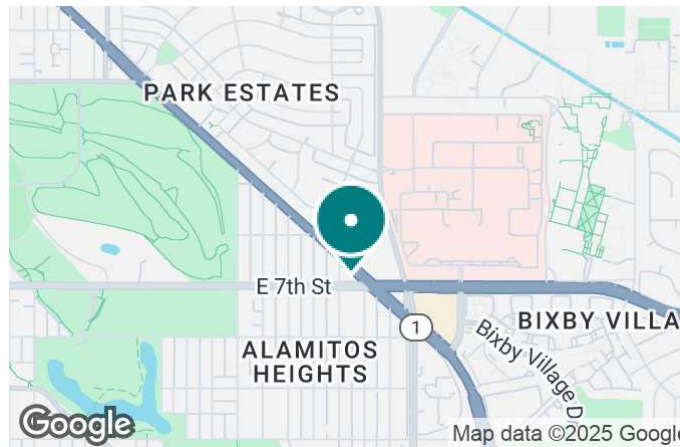 PARK ESTATES
E 7th St
1
BIXBY VILLA
ALAMITOS
HEIGHTS
Bixby Village D
Google
Map data ©2025 Google